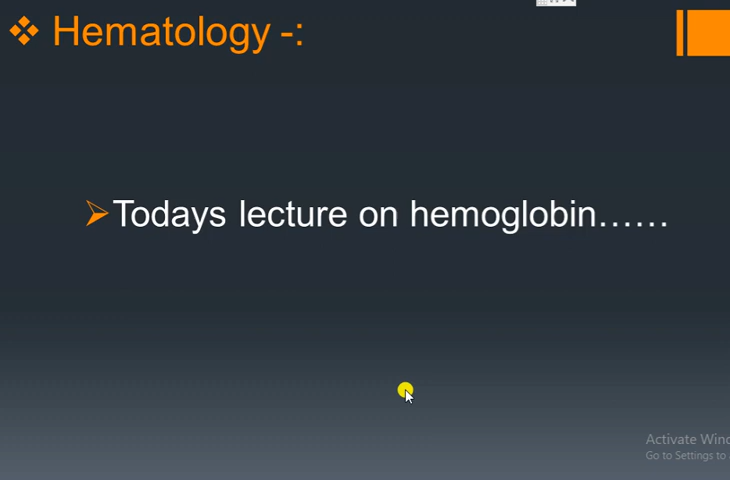 Hematology -:
Todays lecture on hemoglobin……
Activate Wind
Go to Settings to